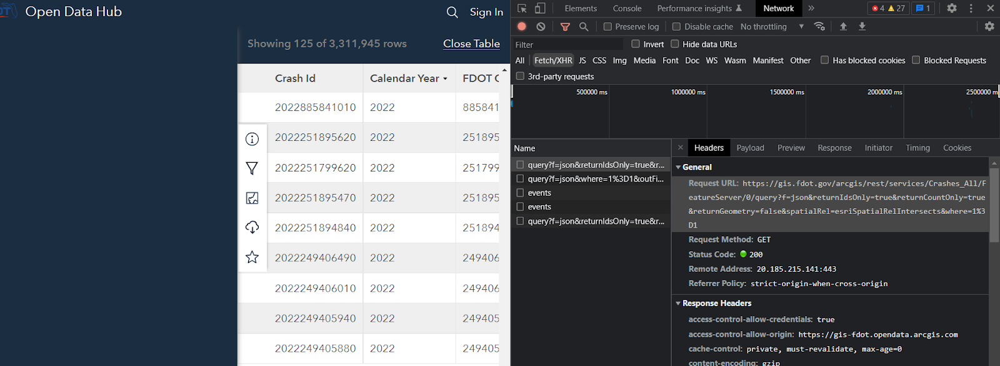 DOT
Open Data Hub
Sign In
Showing 125 of 3,311,945 rows
Close Table
Crash Id
Calendar Year
FDOT C
2022885841010
2022
885841
2022251895620
2022
251895
2022251799620
2022
251799
2022251895470
2022
251895
2022251894840
2022
251894
2022249406490
2022
249406
2022249406010
2022
249406
2022249405940
2022
249405
2022249405880
2022
249405
Elements
Console
Performance insights
Network
»
4
27
1
Preserve log
Disable cache
No throttling
Filter
Invert
Hide data URLs
All
Fetch/XHR
JS
CSS
Img
Media
Font
Doc
WS
Wasm
Manifest
Other
Has blocked cookies
Blocked Requests
3rd-party requests
500000 ms
1000000 ms
1500000 ms
2000000 ms
2500000 m
Name
query?f=json&returnIdsOnly=true&r...
query?f=json&where=1%3D1&outFi...
events
events
query?f=json&returnIdsOnly=true&r...
Headers
Payload
Preview
Response
Initiator
Timing
Cookies
General
Request URL: https://gis.fdot.gov/arcgis/rest/services/Crashes_All/F
eatureServer/0/query?f=json&returnIdsOnly=true&returnCountOnly=true
&returnGeometry=false&spatialRel=esriSpatialRelIntersects&where=1%3
D1
Request Method: GET
Status Code: 200
Remote Address: 20.185.215.141:443
Referrer Policy: strict-origin-when-cross-origin
Response Headers
access-control-allow-credentials: true
access-control-allow-origin: https://gis-fdot.opendata.arcgis.com
cache-control: private, must-revalidate, max-age=0
content-encoding: gzip